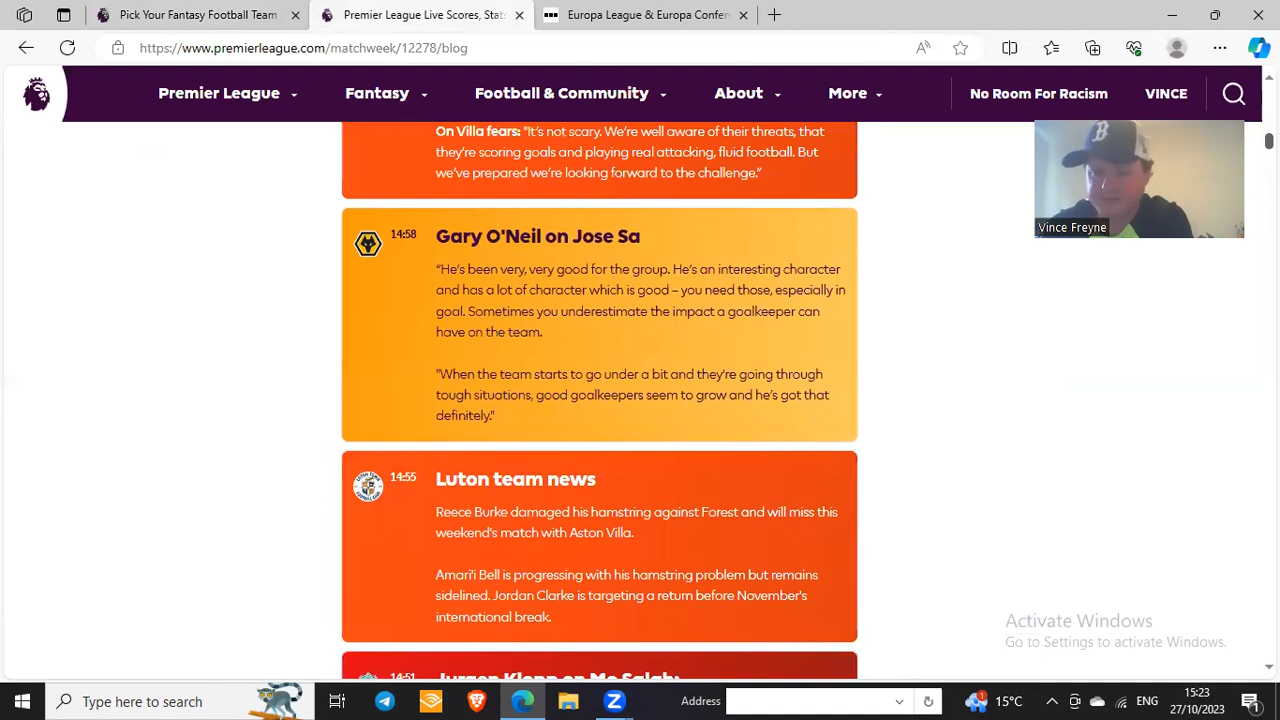 Pick Your Fantasy Football Team
Premier League Scores, Stat
Europa League & Europa Confer
https://www.premierleague.com/matchweek/12278/blog
Premier League
Fantasy
Football & Community
About
More
No Room For Racism
VINCE
On Villa fears: "It's not scary. We're well aware of their threats, that
they're scoring goals and playing real attacking, fluid football. But
we've prepared we're looking forward to the challenge."
Vince Freyne
14:58
Gary O'Neil on Jose Sa
“He's been very, very good for the group. He's an interesting character
and has a lot of character which is good – you need those, especially in
goal. Sometimes you underestimate the impact a goalkeeper can
have on the team.
"When the team starts to go under a bit and they're going through
tough situations, good goalkeepers seem to grow and he's got that
definitely."
14:55
Luton team news
Reece Burke damaged his hamstring against Forest and will miss this
weekend's match with Aston Villa.
Amari'i Bell is progressing with his hamstring problem but remains
sidelined. Jordan Clarke is targeting a return before November's
international break.
14:51
Jurgen Klopp on Mo Salah:
Activate Windows
Go to Settings to activate Windows.
Type here to search
Address
1
15°C
ENG
15:23
27/10/2023
1